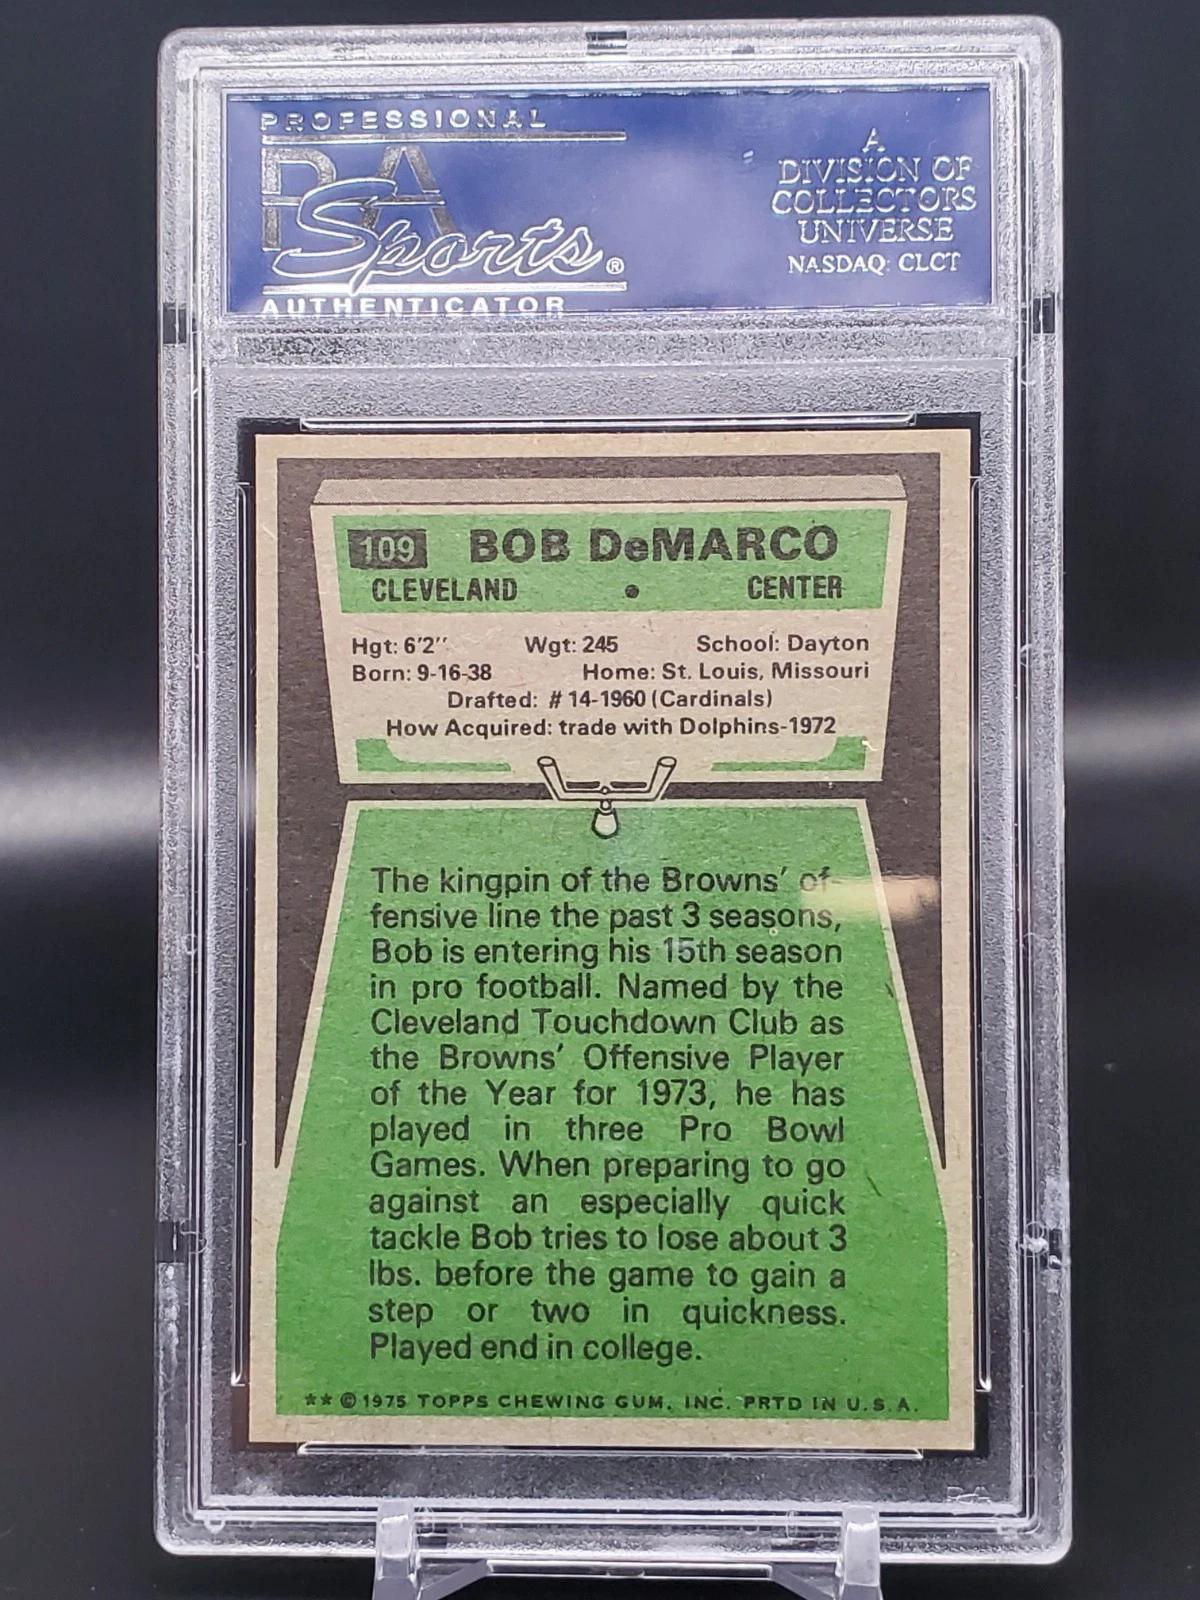 PROFESSIONAL
PSA
Sports®
AUTHENTICATOR
A
DIVISION OF
COLLECTORS
UNIVERSE
NASDAQ: CLCT
109 BOB DeMARCO
CLEVELAND • CENTER
Hgt: 6'2" Wgt: 245 School: Dayton
Born: 9-16-38 Home: St. Louis, Missouri
Drafted: # 14-1960 (Cardinals)
How Acquired: trade with Dolphins-1972
The kingpin of the Browns' of-
fensive line the past 3 seasons,
Bob is entering his 15th season
in pro football. Named by the
Cleveland Touchdown Club as
the Browns' Offensive Player
of the Year for 1973, he has
played in three Pro Bowl
Games. When preparing to go
against an especially quick
tackle Bob tries to lose about 3
lbs. before the game to gain a
step or two in quickness.
Played end in college.
** © 1975 TOPPS CHEWING GUM, INC. PRTD IN U.S.A.